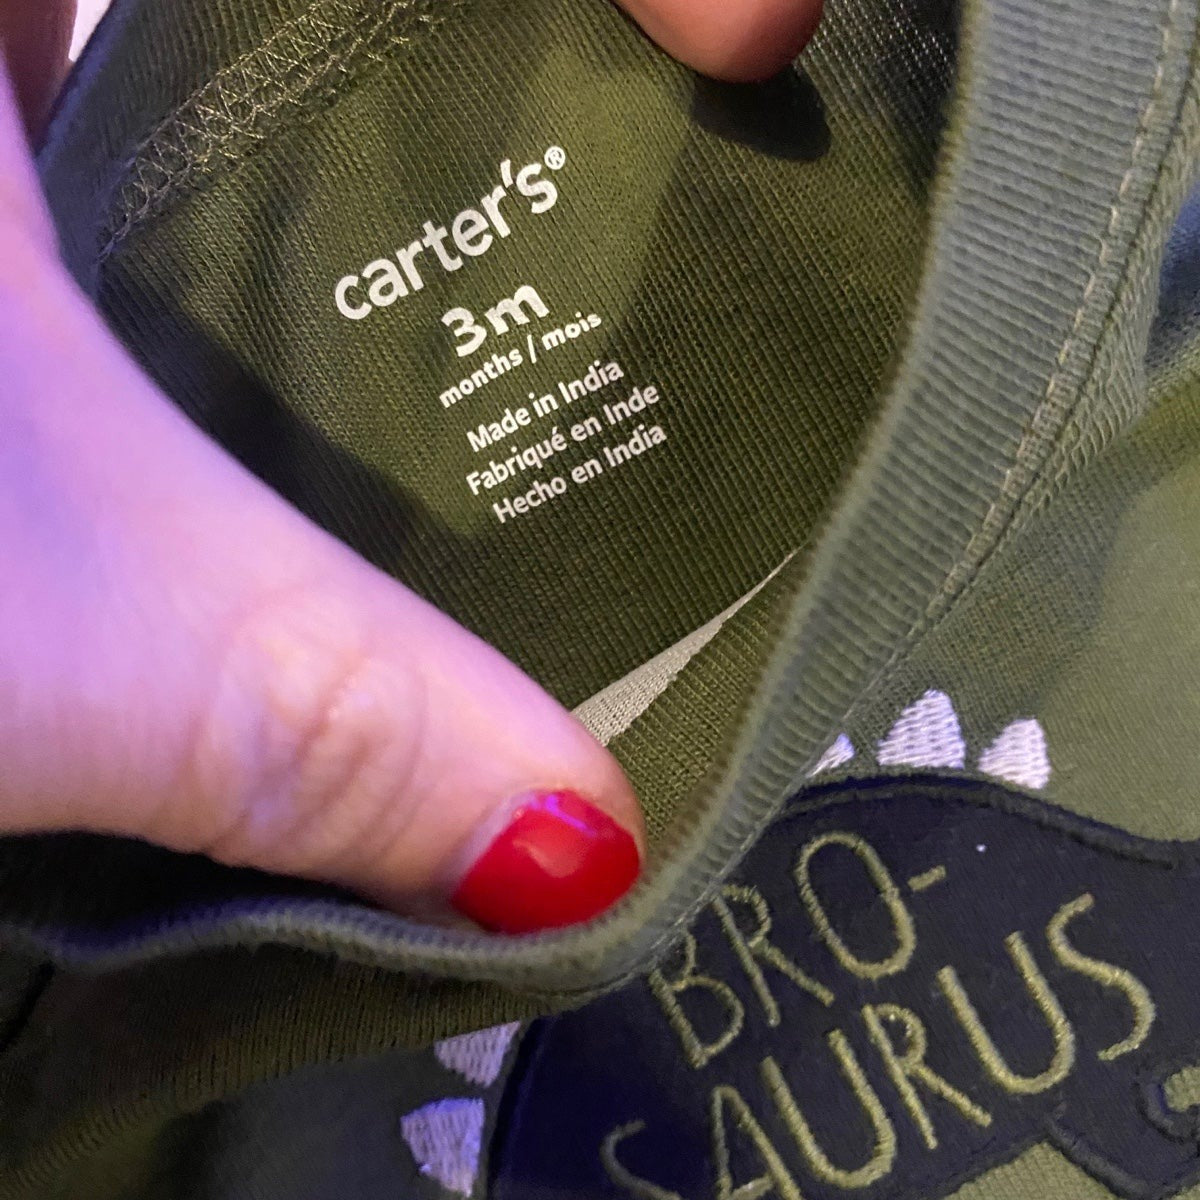 carter's®
3m
months / mois
Made in India
Fabriqué en Inde
Hecho en India
BRO-
SAURUS